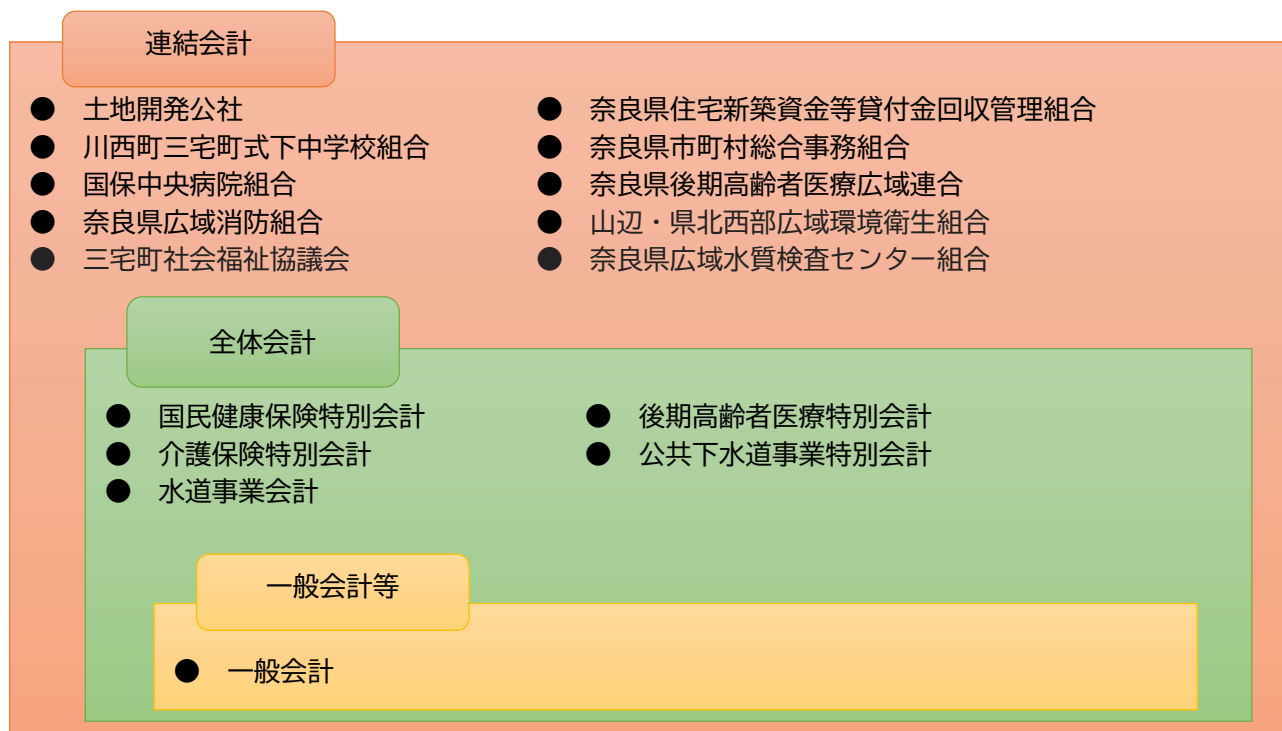 連結会計
● 土地開発公社
● 川西町三宅町式下中学校組合
● 国保中央病院組合
● 奈良県広域消防組合
● 三宅町社会福祉協議会
● 奈良県住宅新築資金等貸付金回収管理組合
● 奈良県市町村総合事務組合
● 奈良県後期高齢者医療広域連合
● 山辺・県北西部広域環境衛生組合
● 奈良県広域水質検査センター組合
全体会計
● 国民健康保険特別会計
● 介護保険特別会計
● 水道事業会計
● 後期高齢者医療特別会計
● 公共下水道事業特別会計
一般会計等
● 一般会計